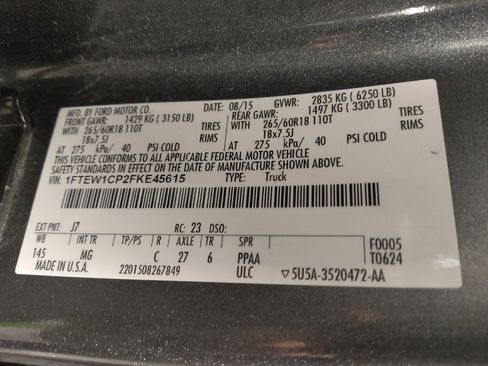 MFD. BY FORD MOTOR CO. DATE: 08/15 GVWR: 2835 KG ( 6250 LB)
FRONT GAWR: 1429 KG ( 3150 LB) REAR GAWR: 1497 KG ( 3300 LB)
WITH 265/60R18 110T TIRES WITH 265/60R18 110T TIRES
18x7.5J RIMS 18x7.5J RIMS
AT 275 kPa/ 40 PSI COLD AT 275 kPa/ 40 PSI COLD
THIS VEHICLE CONFORMS TO ALL APPLICABLE FEDERAL MOTOR VEHICLE
SAFETY STANDARDS IN EFFECT ON THE DATE OF MANUFACTURE SHOWN ABOVE.
VIN: 1FTEW1CP2FKE45615 TYPE: Truck
EXT PNT: J7 RC: 23 DSO: F0005
WB INT TR TP/PS R AXLE TR SPR T0624
145 MG C 27 6 PPAA
MADE IN U.S.A. 2201508267849 ULC ▽5U5A-3520472-AA